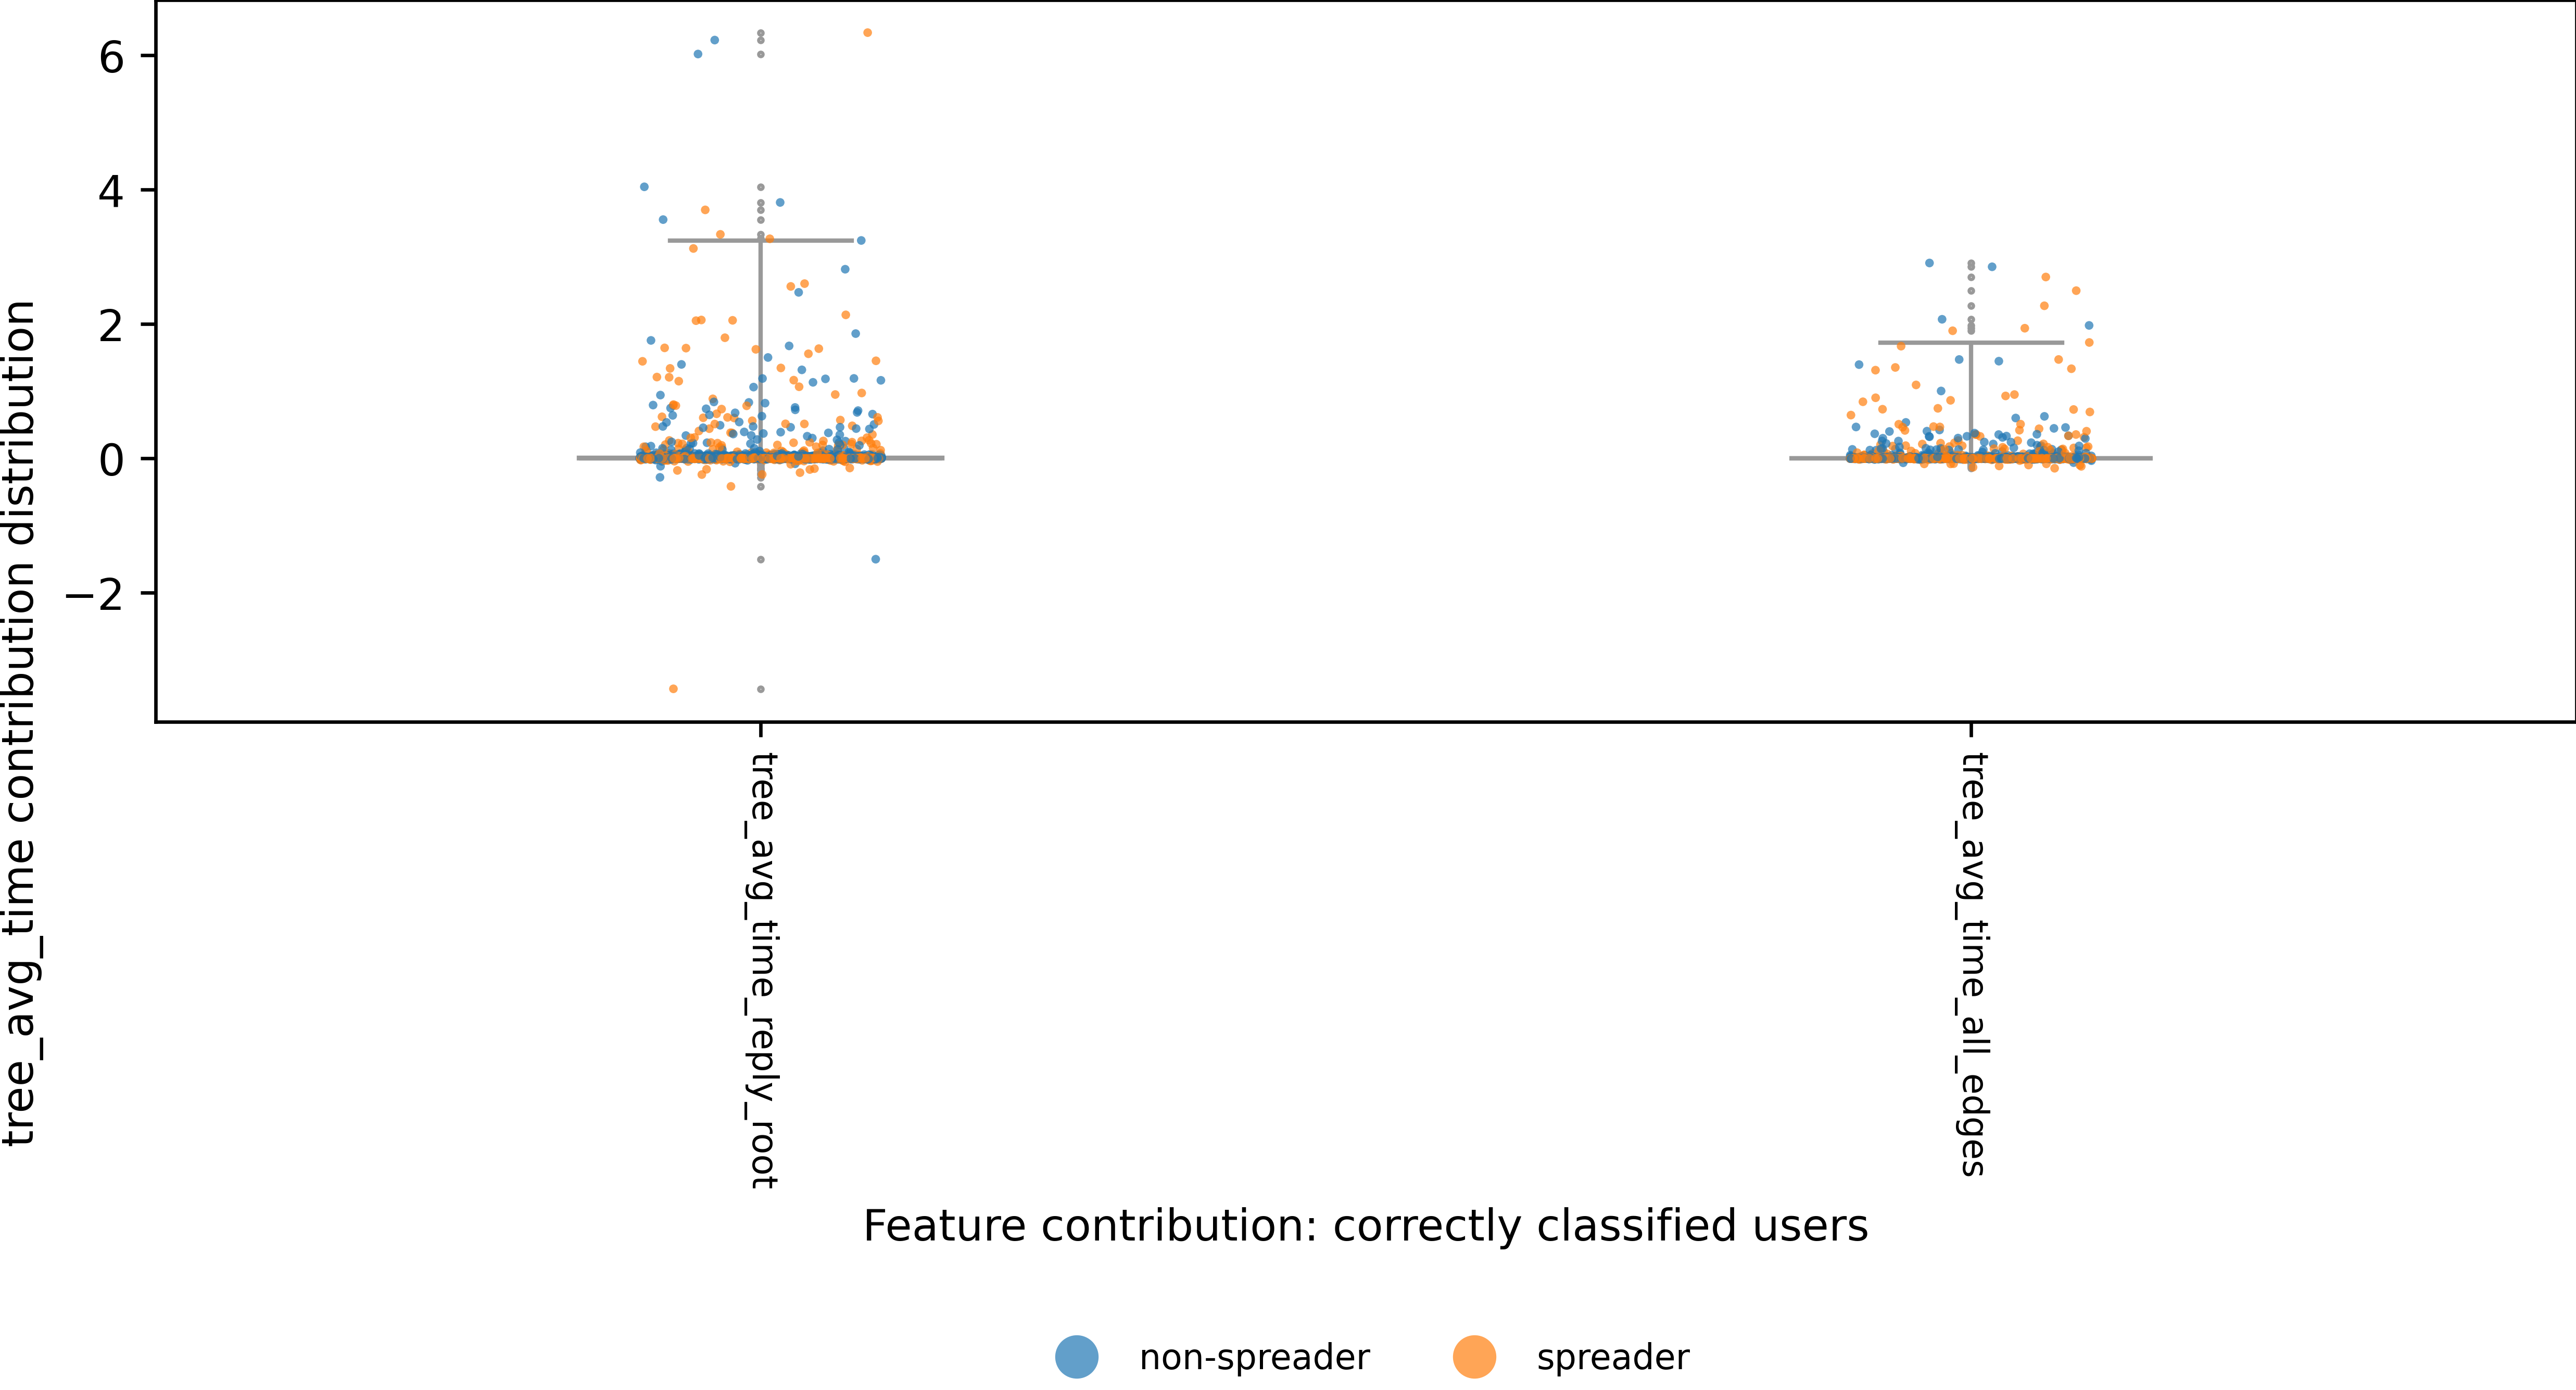 tree_avg_time contribution distribution
6
4
2
0
−2
tree_avg_time_reply_root
tree_avg_time_all_edges
Feature contribution: correctly classified users
non-spreader
spreader